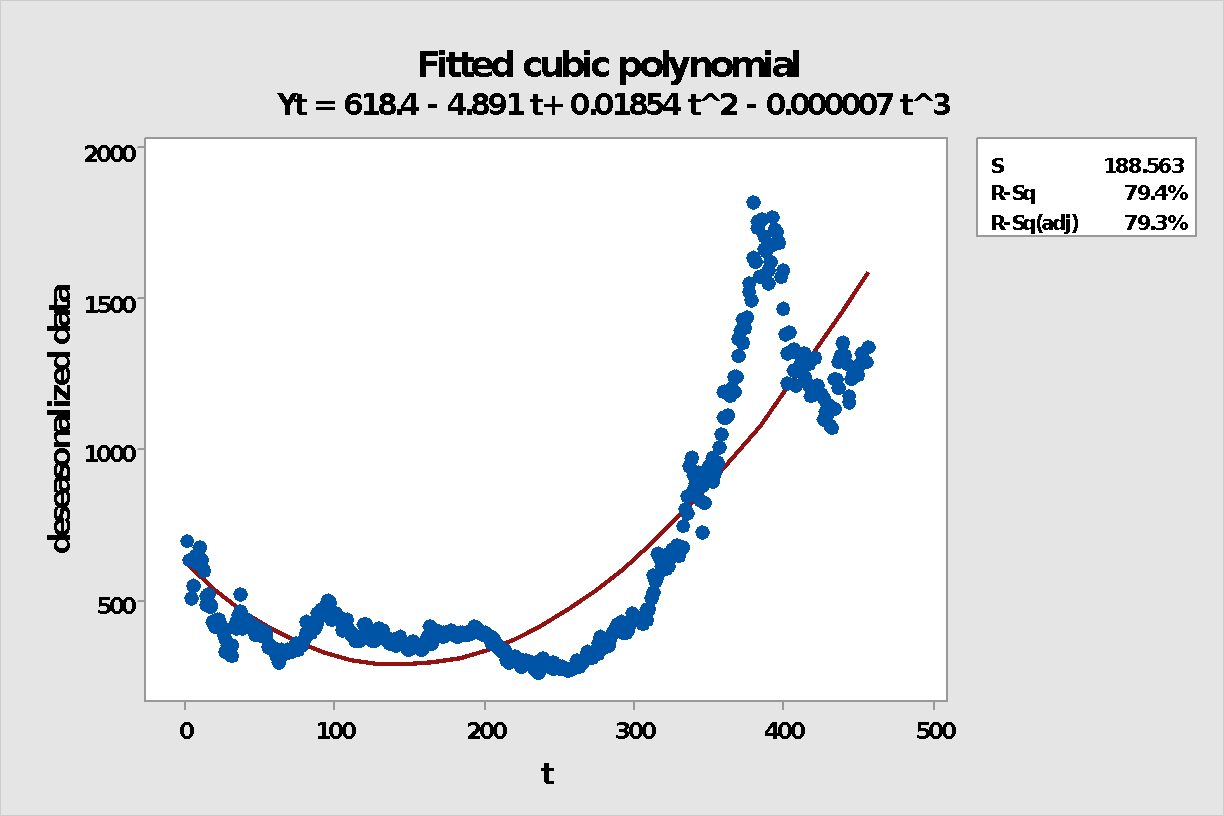 Fitted cubic polynomial
Yt = 618.4 - 4.891 t+ 0.01854 t^2 - 0.000007 t^3
S 188.563
R-Sq 79.4%
R-Sq(adj) 79.3%
deseasonalized data
2000
1500
1000
500
0 100 200 300 400 500
t